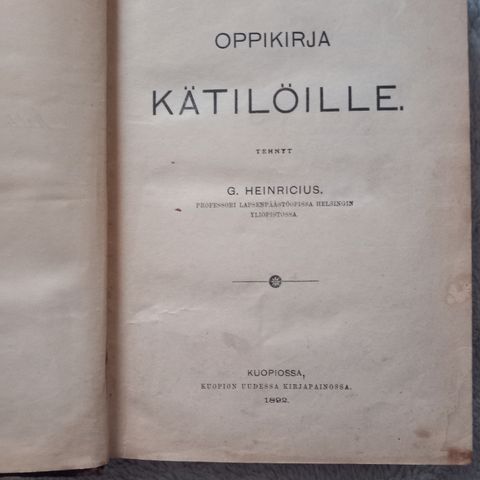 OPPIKIRJA
KÄTILÖILLE.
TEHNYT
G. HEINRICIUS,
PROFESSORI LAPSENPÄÄSTÖOPISSA HELSINGIN
YLIOPISTOSSA.
KUOPIOSSA,
KUOPION UUDESSA KIRJAPAINOSSA.
1892.